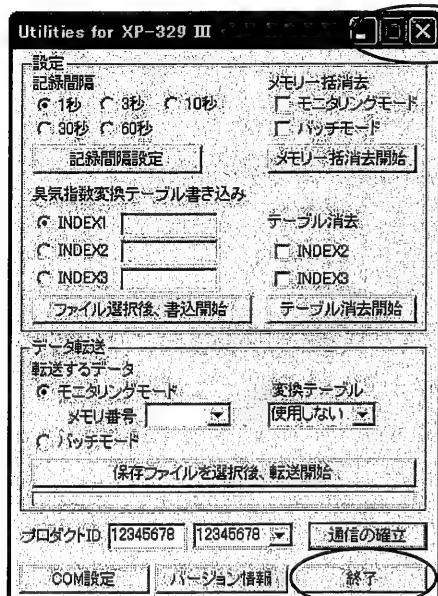 Utilities for XP-329 III
設定
記録間隔
1秒 3秒 10秒
30秒 60秒
記録間隔設定
メモリー括消去
モニタリングモード
バッチモード
メモリー括消去開始
臭気指数変換テーブル書き込み
INDEX1
INDEX2
INDEX3
ファイル選択後、書込開始
テーブル消去
INDEX2
INDEX3
テーブル消去開始
データ転送
転送するデータ
モニタリングモード
メモリ番号
バッチモード
変換テーブル
使用しない
保存ファイルを選択後、転送開始
プロダクトID 12345678 12345678 通信の確立
COM設定 バージョン情報 終了